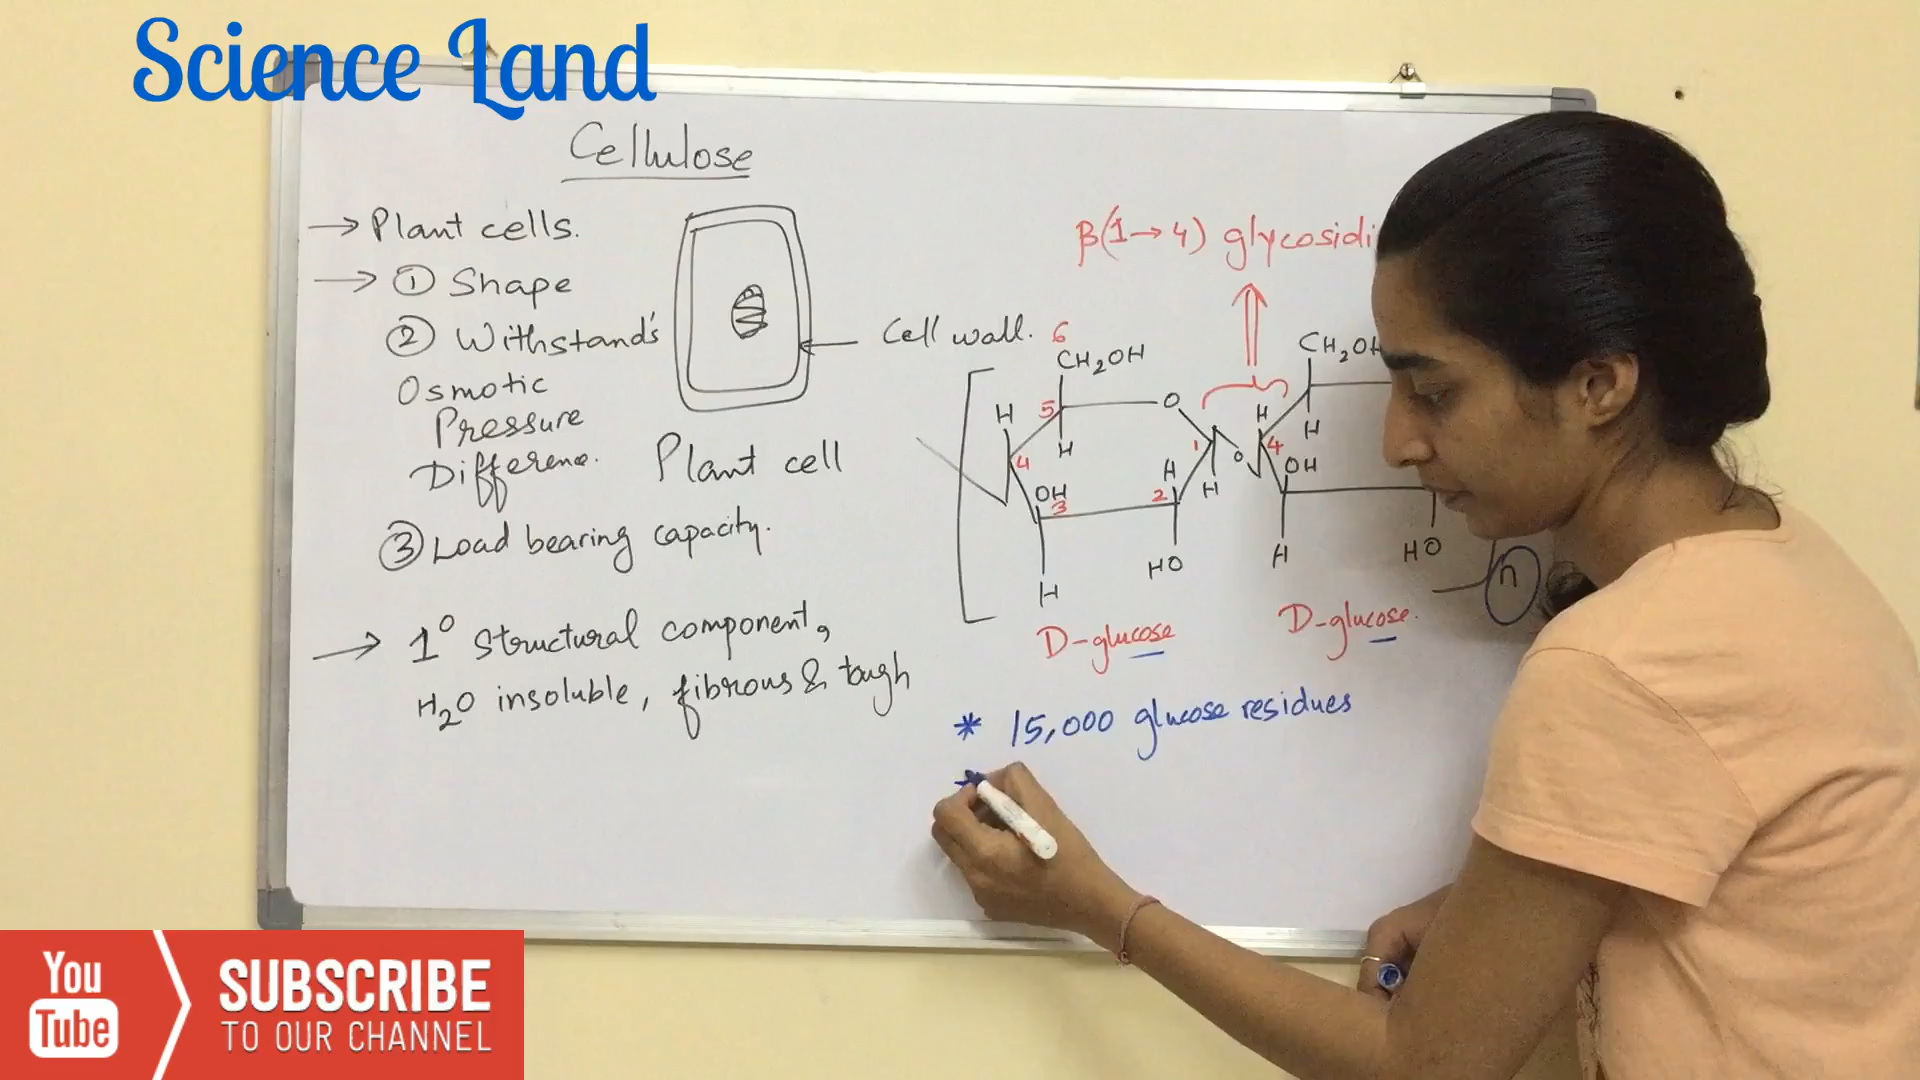 Science Land
Cellulose
→ Plant cells.
→ ① Shape
② Withstand's
Osmotic
Pressure
Difference.
③ Load bearing capacity.
→ 1° Structural component,
H₂O insoluble, fibrous & tough
Cell wall.
Plant cell
β(1→4) glycosidi
6
CH₂OH
CH₂OH
H
5
O
H
H
4
H
1
O
4
OH
3
H
2
H
OH
H
HO
H
HO
n
D-glucose
D-glucose.
* 15,000 glucose residues
*
You
Tube
SUBSCRIBE
TO OUR CHANNEL